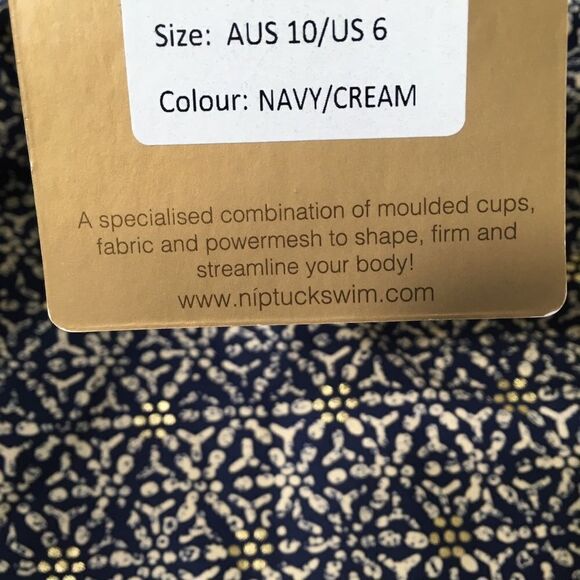 Size: AUS 10/US 6
Colour: NAVY/CREAM
A specialised combination of moulded cups,
fabric and powermesh to shape, firm and
streamline your body!
www.niptuckswim.com